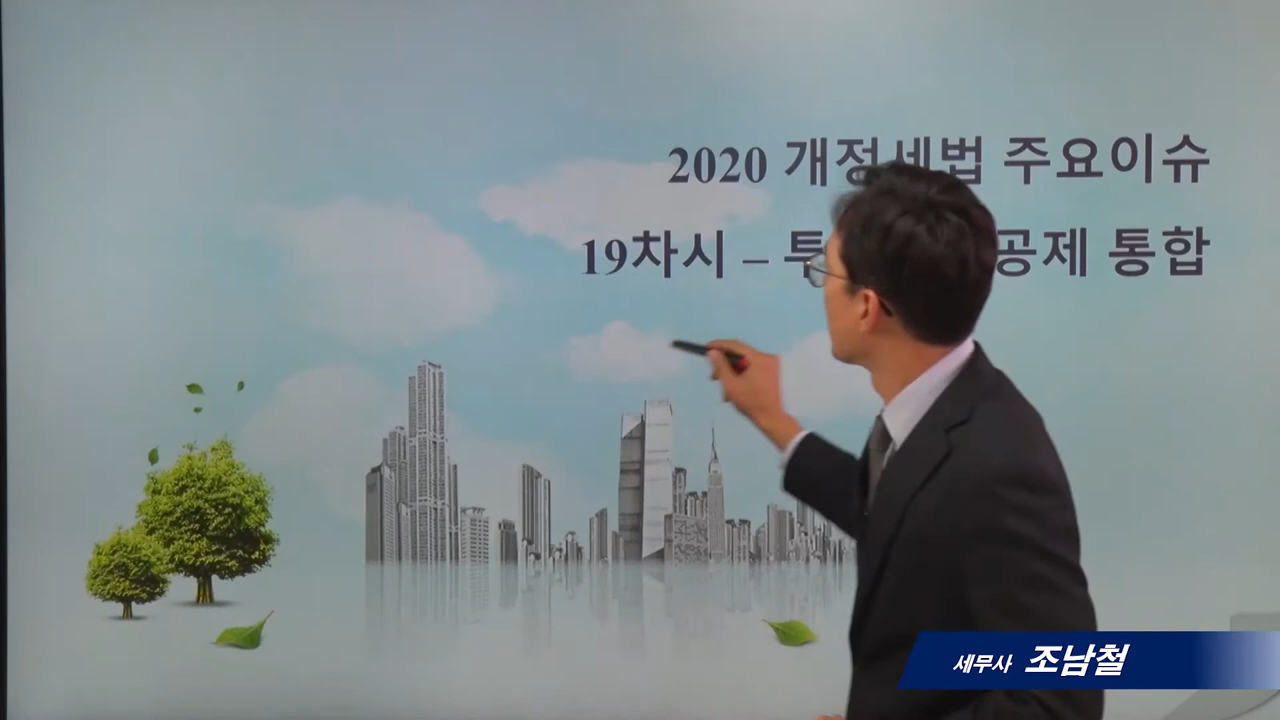 2020 개정세법 주요이슈
19차시 – 공제 통합
세무사 조남철